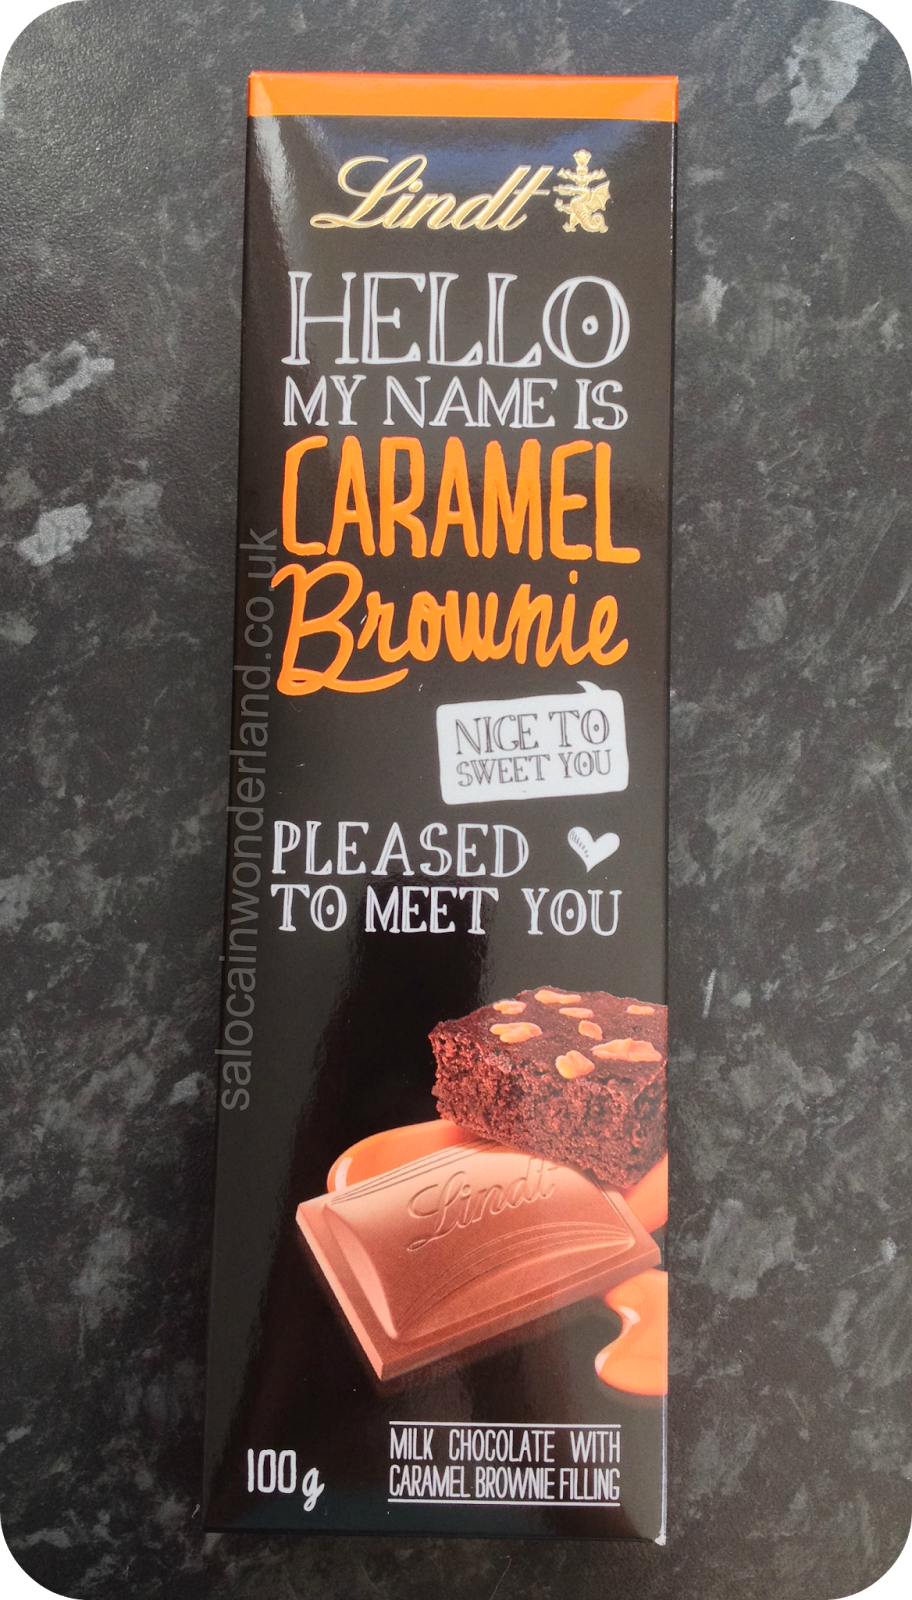 Lindt
HELLO
MY NAME IS
CARAMEL
Brownie
NICE TO
SWEET YOU
PLEASED
TO MEET YOU
Lindt
100g
MILK CHOCOLATE WITH
CARAMEL BROWNIE FILLING
salocainwonderland.co.uk